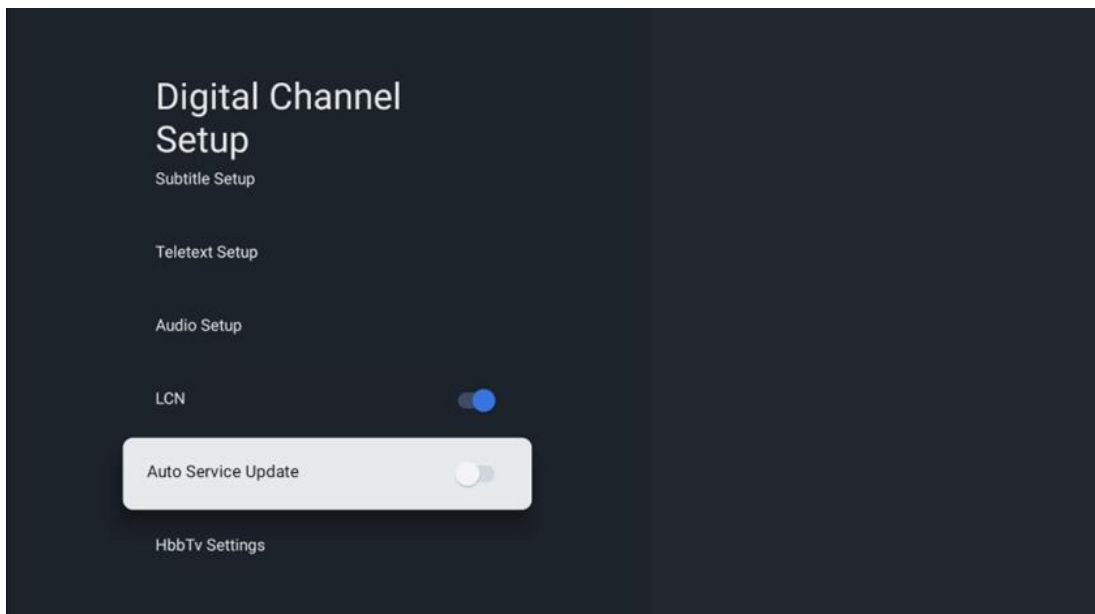 Digital Channel
Setup
Subtitle Setup
Teletext Setup
Audio Setup
LCN
Auto Service Update
HbbTv Settings